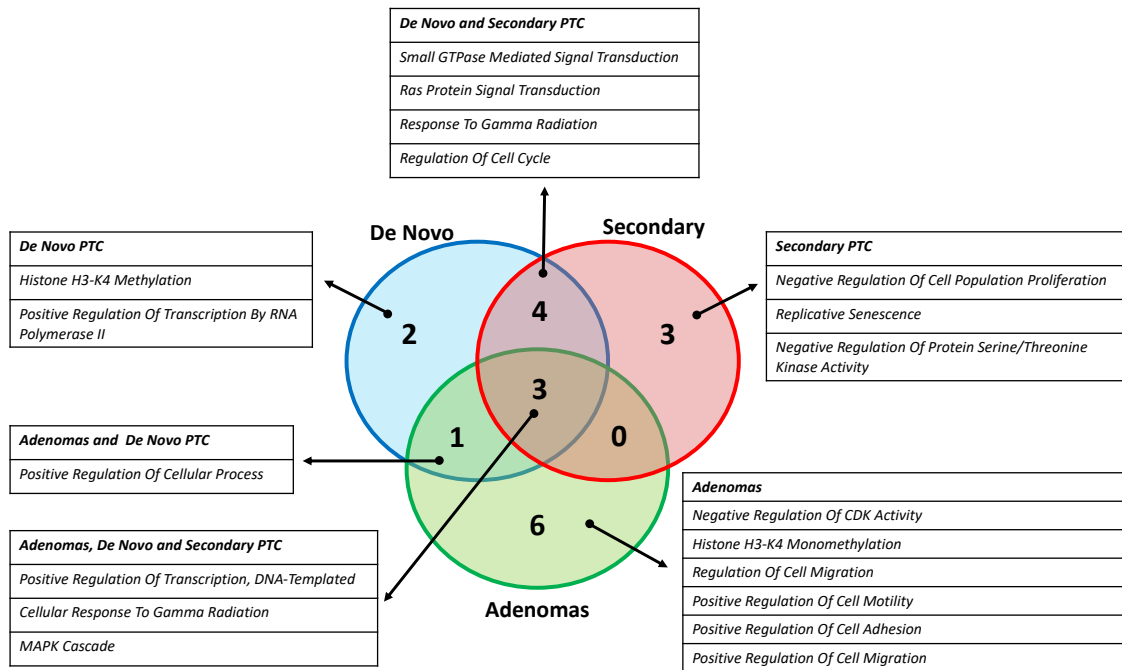 De Novo and Secondary PTC
Small GTPase Mediated Signal Transduction
Ras Protein Signal Transduction
Response To Gamma Radiation
Regulation Of Cell Cycle
De Novo
Secondary
De Novo PTC
Histone H3-K4 Methylation
Positive Regulation Of Transcription By RNA
Polymerase II
Secondary PTC
Negative Regulation Of Cell Population Proliferation
Replicative Senescence
Negative Regulation Of Protein Serine/Threonine
Kinase Activity
2
4
3
3
1
0
6
Adenomas and De Novo PTC
Positive Regulation Of Cellular Process
Adenomas, De Novo and Secondary PTC
Positive Regulation Of Transcription, DNA-Templated
Cellular Response To Gamma Radiation
MAPK Cascade
Adenomas
Adenomas
Negative Regulation Of CDK Activity
Histone H3-K4 Monomethylation
Regulation Of Cell Migration
Positive Regulation Of Cell Motility
Positive Regulation Of Cell Adhesion
Positive Regulation Of Cell Migration